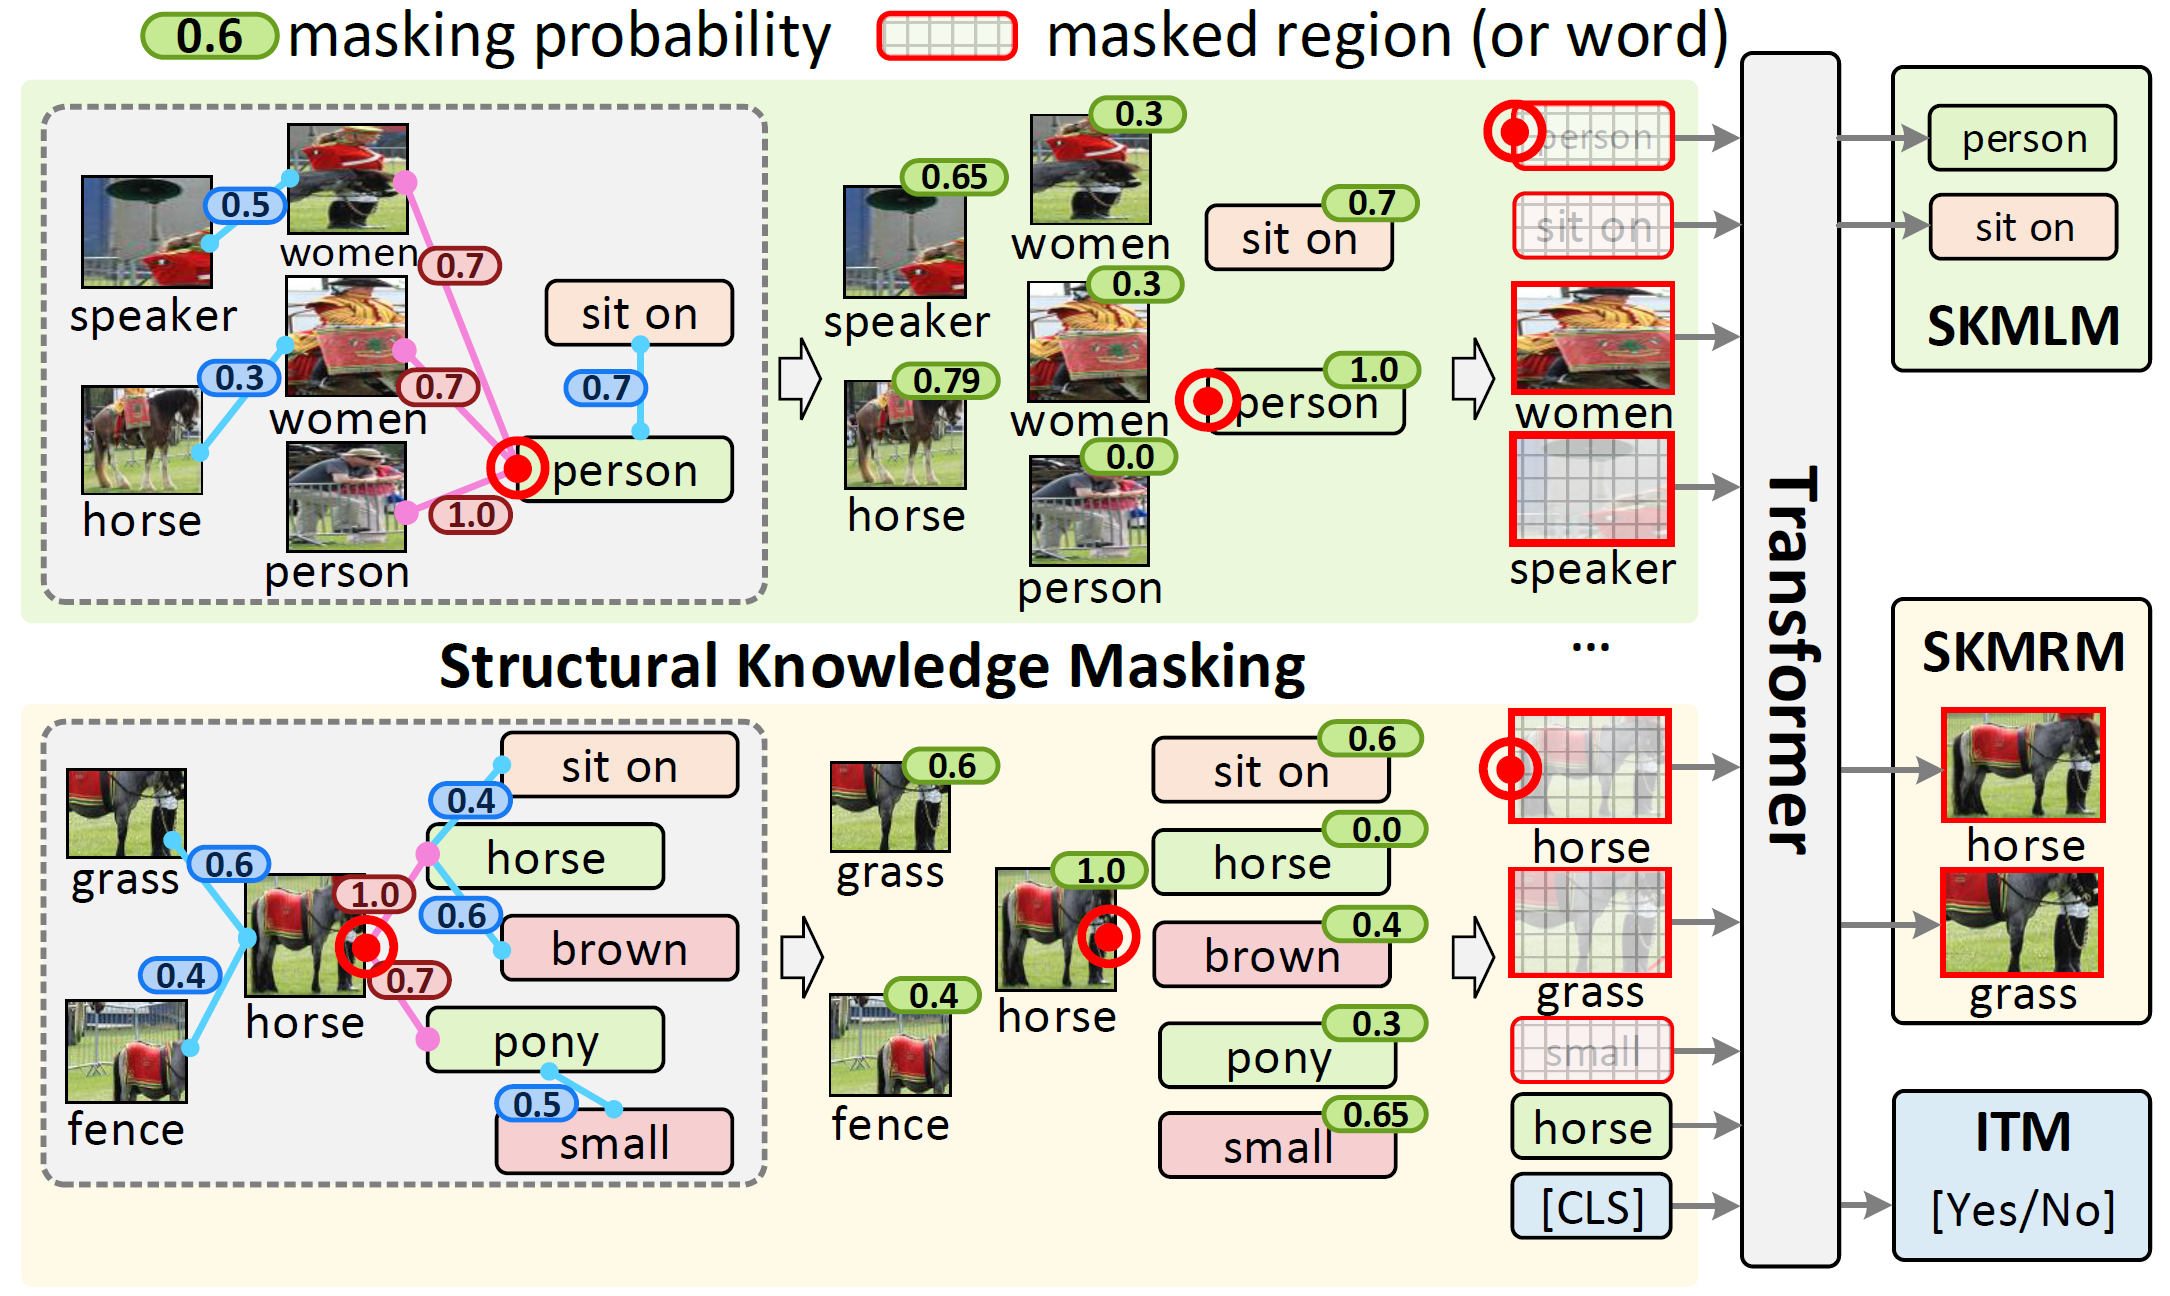 0.6 masking probability masked region (or word)
0.5
speaker
women
0.7
0.3
horse
women
0.7
person
1.0
sit on
0.7
person
0.65
speaker
0.3
women
0.7
sit on
0.79
horse
0.3
women
1.0
person
0.0
person
person
sit on
women
speaker
...
Structural Knowledge Masking
grass
0.6
0.4
fence
horse
1.0
0.7
0.4
sit on
horse
0.6
brown
pony
0.5
small
0.6
grass
0.4
fence
1.0
horse
0.6
sit on
0.0
horse
0.4
brown
0.3
pony
0.65
small
horse
grass
small
horse
[CLS]
Transformer
person
sit on
SKMLM
SKMRM
horse
grass
ITM
[Yes/No]